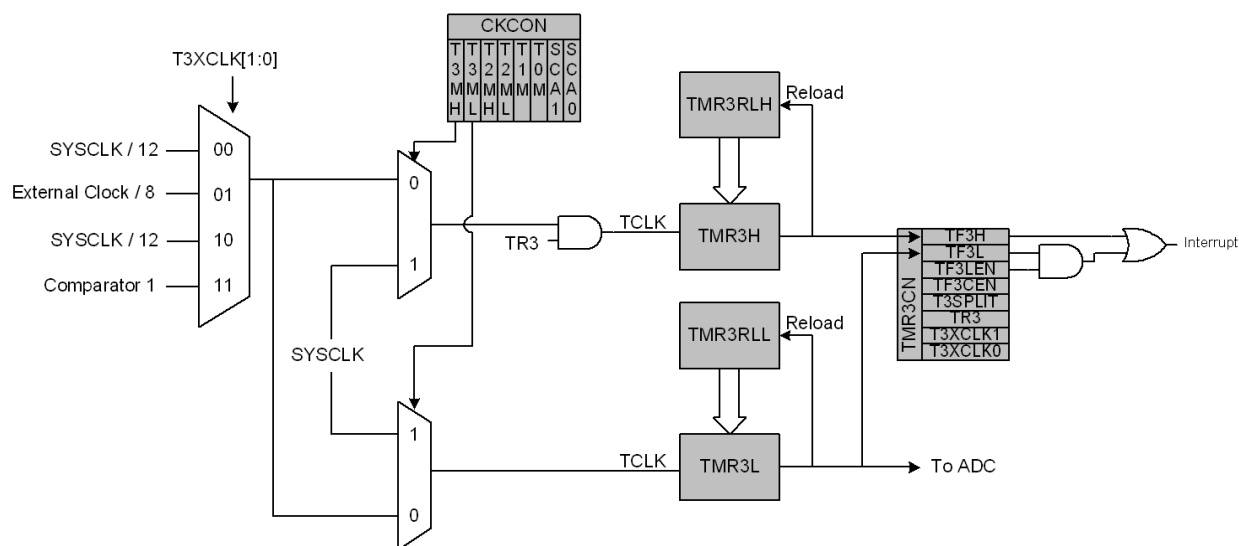 CKCON
T3MH T3ML T2MH T2ML T1M T0M SCA1 SCA0
T3XCLK[1:0]
SYSCLK / 12
00
External Clock / 8
01
SYSCLK / 12
10
Comparator 1
11
0
1
SYSCLK
1
0
TR3
TCLK
TMR3RLH
Reload
TMR3H
TMR3RLL
Reload
TCLK
TMR3L
To ADC
TMR3CN
TF3H
TF3L
TF3LEN
TF3CEN
T3SPLIT
TR3
T3XCLK1
T3XCLK0
Interrupt